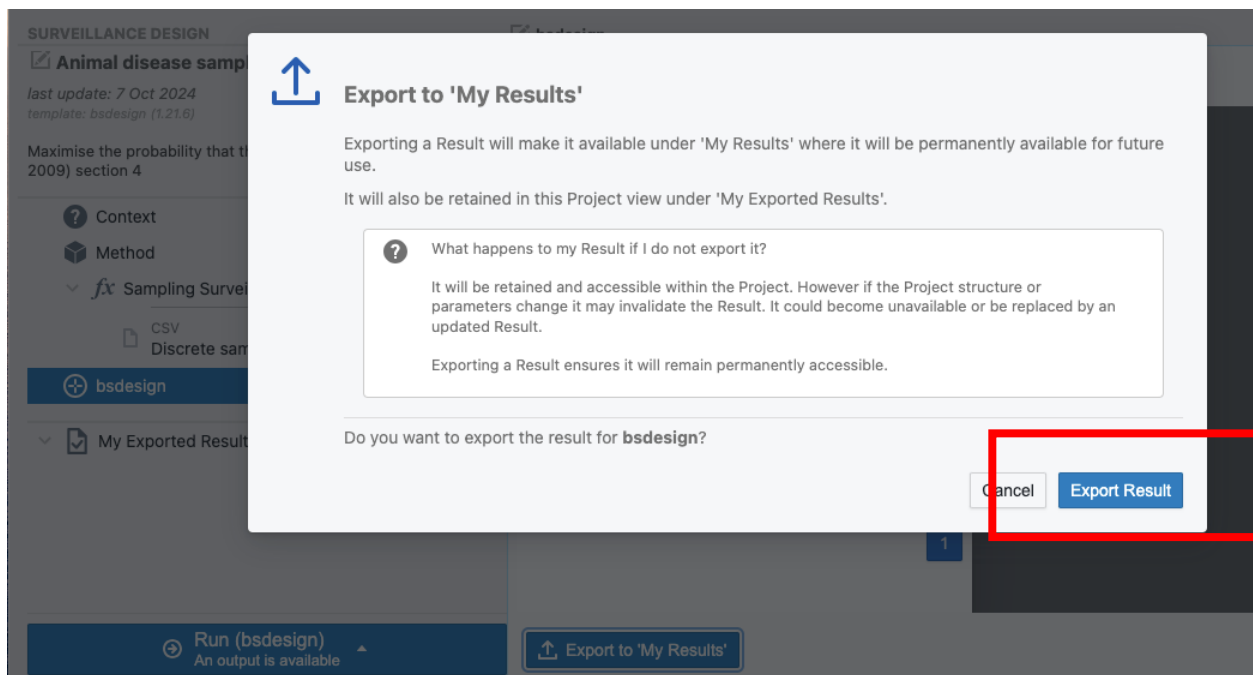 SURVEILLANCE DESIGN
bsdesign
Animal disease sampl
last update: 7 Oct 2024
template: bsdesign (1.21.6)
Maximise the probability that th
2009) section 4
Context
Method
fx Sampling Survei
CSV
Discrete sam
bsdesign
My Exported Result
Export to 'My Results'
Exporting a Result will make it available under 'My Results' where it will be permanently available for future
use.
It will also be retained in this Project view under 'My Exported Results'.
What happens to my Result if I do not export it?
It will be retained and accessible within the Project. However if the Project structure or
parameters change it may invalidate the Result. It could become unavailable or be replaced by an
updated Result.
Exporting a Result ensures it will remain permanently accessible.
Do you want to export the result for bsdesign?
Cancel Export Result
1
Run (bsdesign)
An output is available
Export to 'My Results'